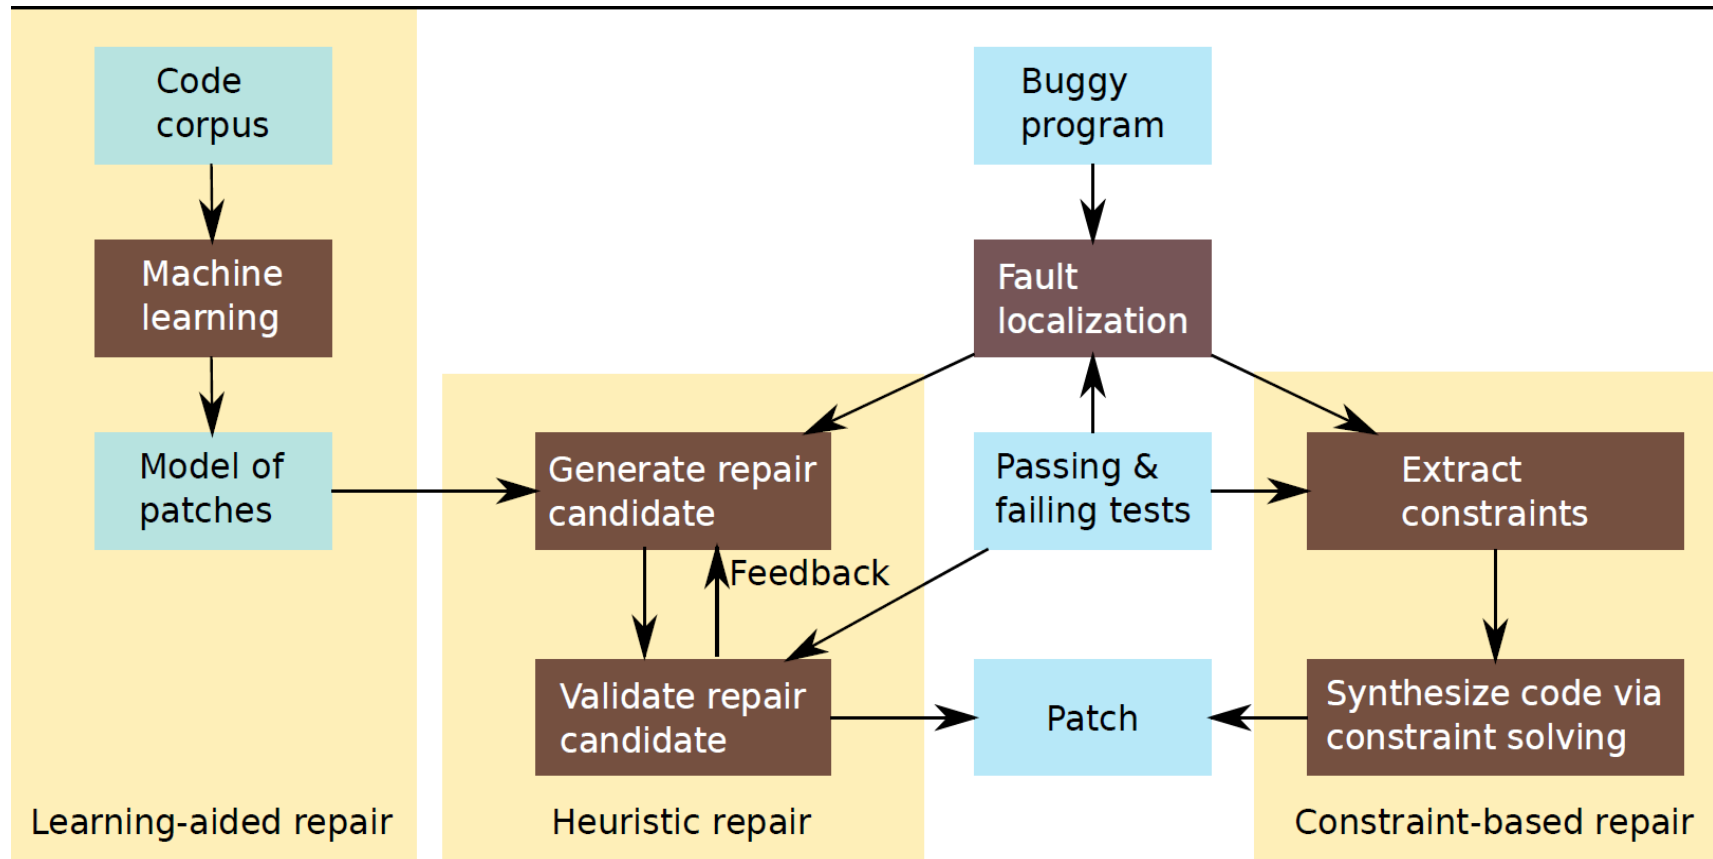 Code
corpus
Buggy
program
Machine
learning
Fault
localization
Model of
patches
Generate repair
candidate
Passing &
failing tests
Extract
constraints
Feedback
Validate repair
candidate
Patch
Synthesize code via
constraint solving
Learning-aided repair
Heuristic repair
Constraint-based repair